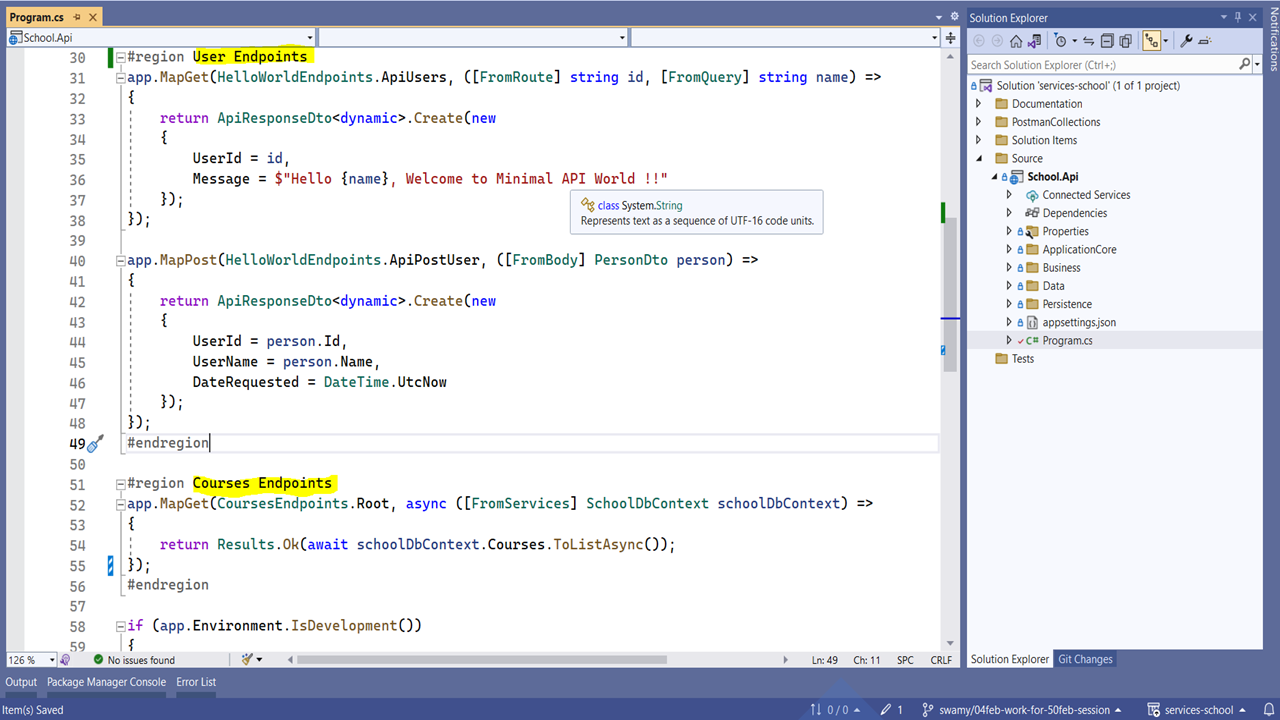 Program.cs
School.Api
30 #region User Endpoints
31 app.MapGet(HelloWorldEndpoints.ApiUsers, ([FromRoute] string id, [FromQuery] string name) =>
32 {
33     return ApiResponseDto<dynamic>.Create(new
34     {
35         UserId = id,
36         Message = $"Hello {name}, Welcome to Minimal API World !!"
37     });
38 });
class System.String
Represents text as a sequence of UTF-16 code units.
39
40 app.MapPost(HelloWorldEndpoints.ApiPostUser, ([FromBody] PersonDto person) =>
41 {
42     return ApiResponseDto<dynamic>.Create(new
43     {
44         UserId = person.Id,
45         UserName = person.Name,
46         DateRequested = DateTime.UtcNow
47     });
48 });
49 #endregion
50
51 #region Courses Endpoints
52 app.MapGet(CoursesEndpoints.Root, async ([FromServices] SchoolDbContext schoolDbContext) =>
53 {
54     return Results.Ok(await schoolDbContext.Courses.ToListAsync());
55 });
56 #endregion
57
58 if (app.Environment.IsDevelopment())
59 {
126 % No issues found Ln: 49 Ch: 11 SPC CRLF
Output Package Manager Console Error List
Solution Explorer
Search Solution Explorer (Ctrl+;)
Solution 'services-school' (1 of 1 project)
Documentation
PostmanCollections
Solution Items
Source
School.Api
Connected Services
Dependencies
Properties
ApplicationCore
Business
Data
Persistence
appsettings.json
C# Program.cs
Tests
Solution Explorer Git Changes
Notifications
Item(s) Saved 0 / 0 1 swamy/04feb-work-for-50feb-session services-school